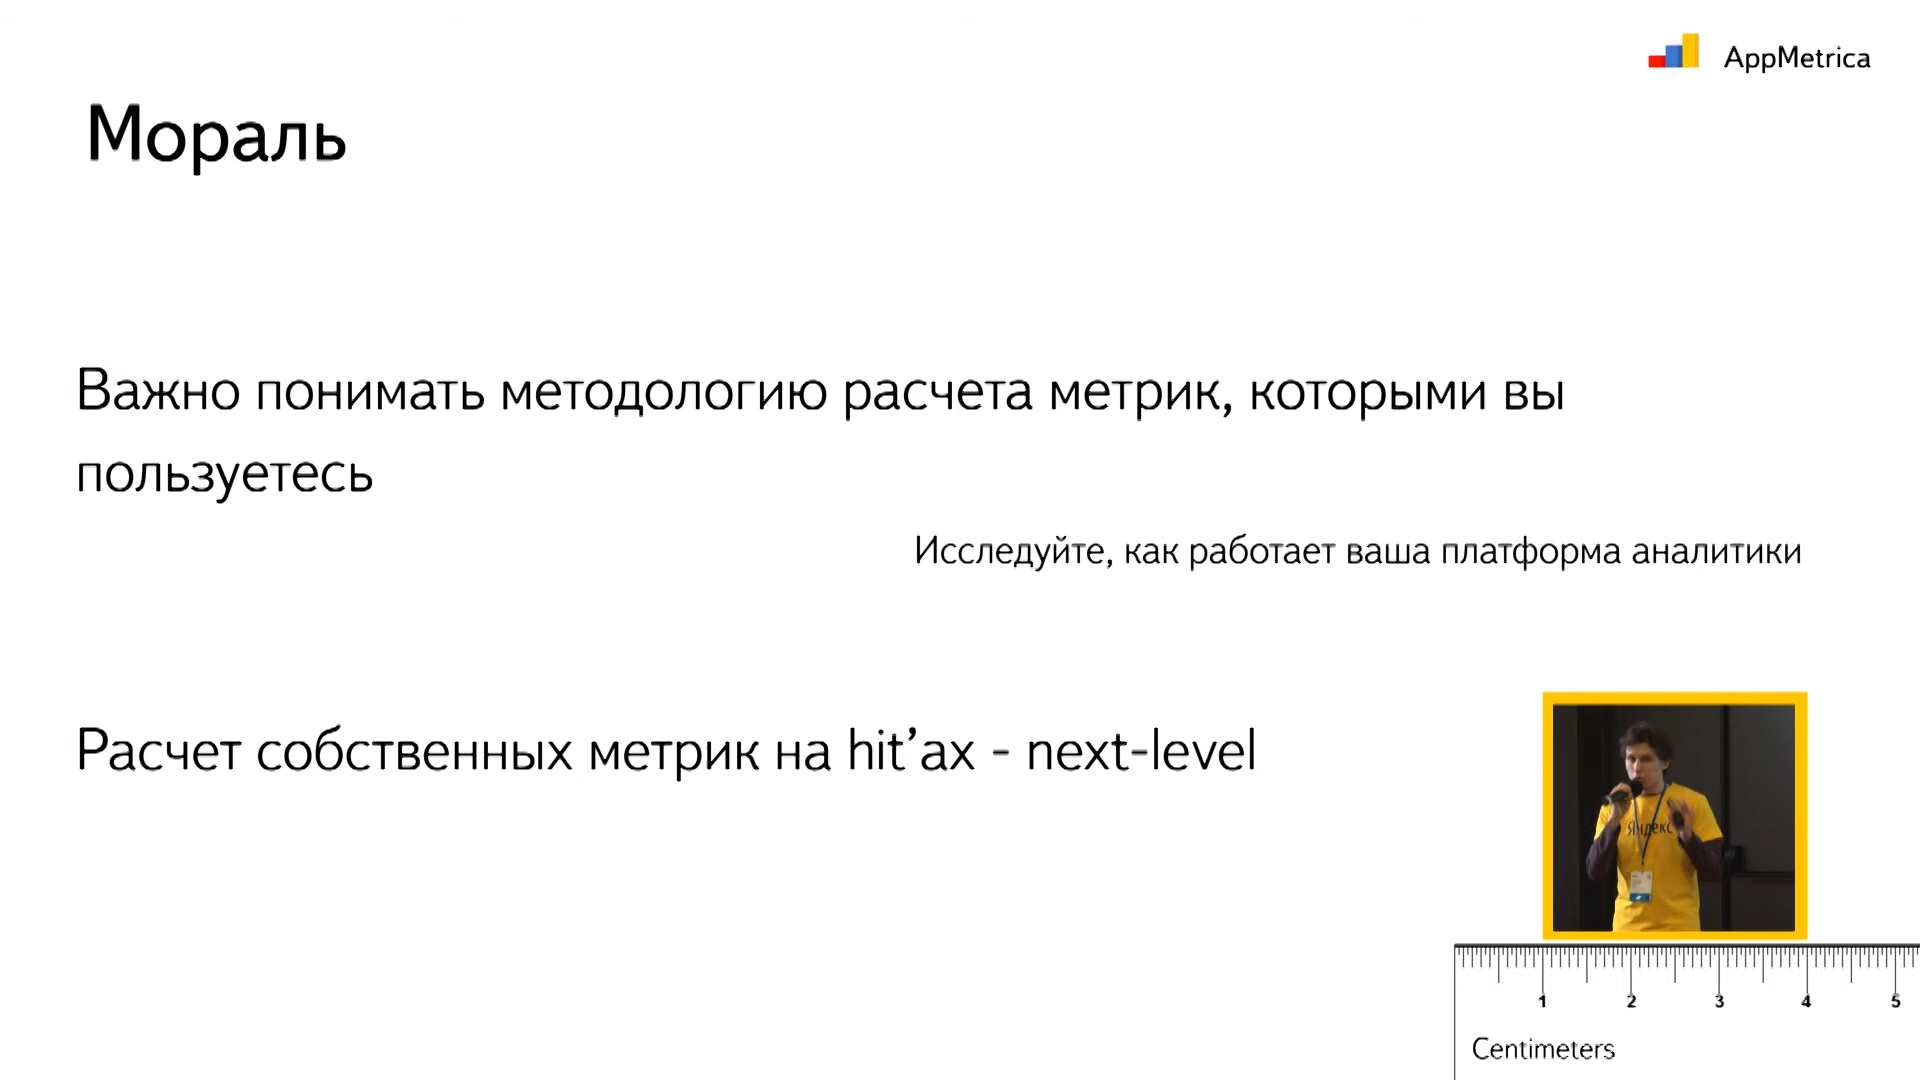 AppMetrica
Мораль
Важно понимать методологию расчета метрик, которыми вы
пользуетесь
Исследуйте, как работает ваша платформа аналитики
Расчет собственных метрик на hit’ах - next-level
Яндекс
1 2 3 4 5
Centimeters